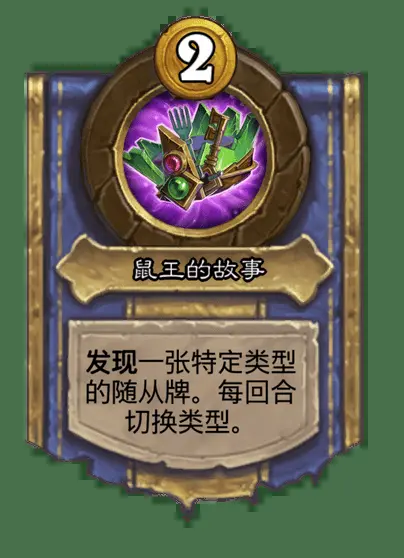 2
鼠王的故事
发现一张特定类型
的随从牌。每回合
切换类型。